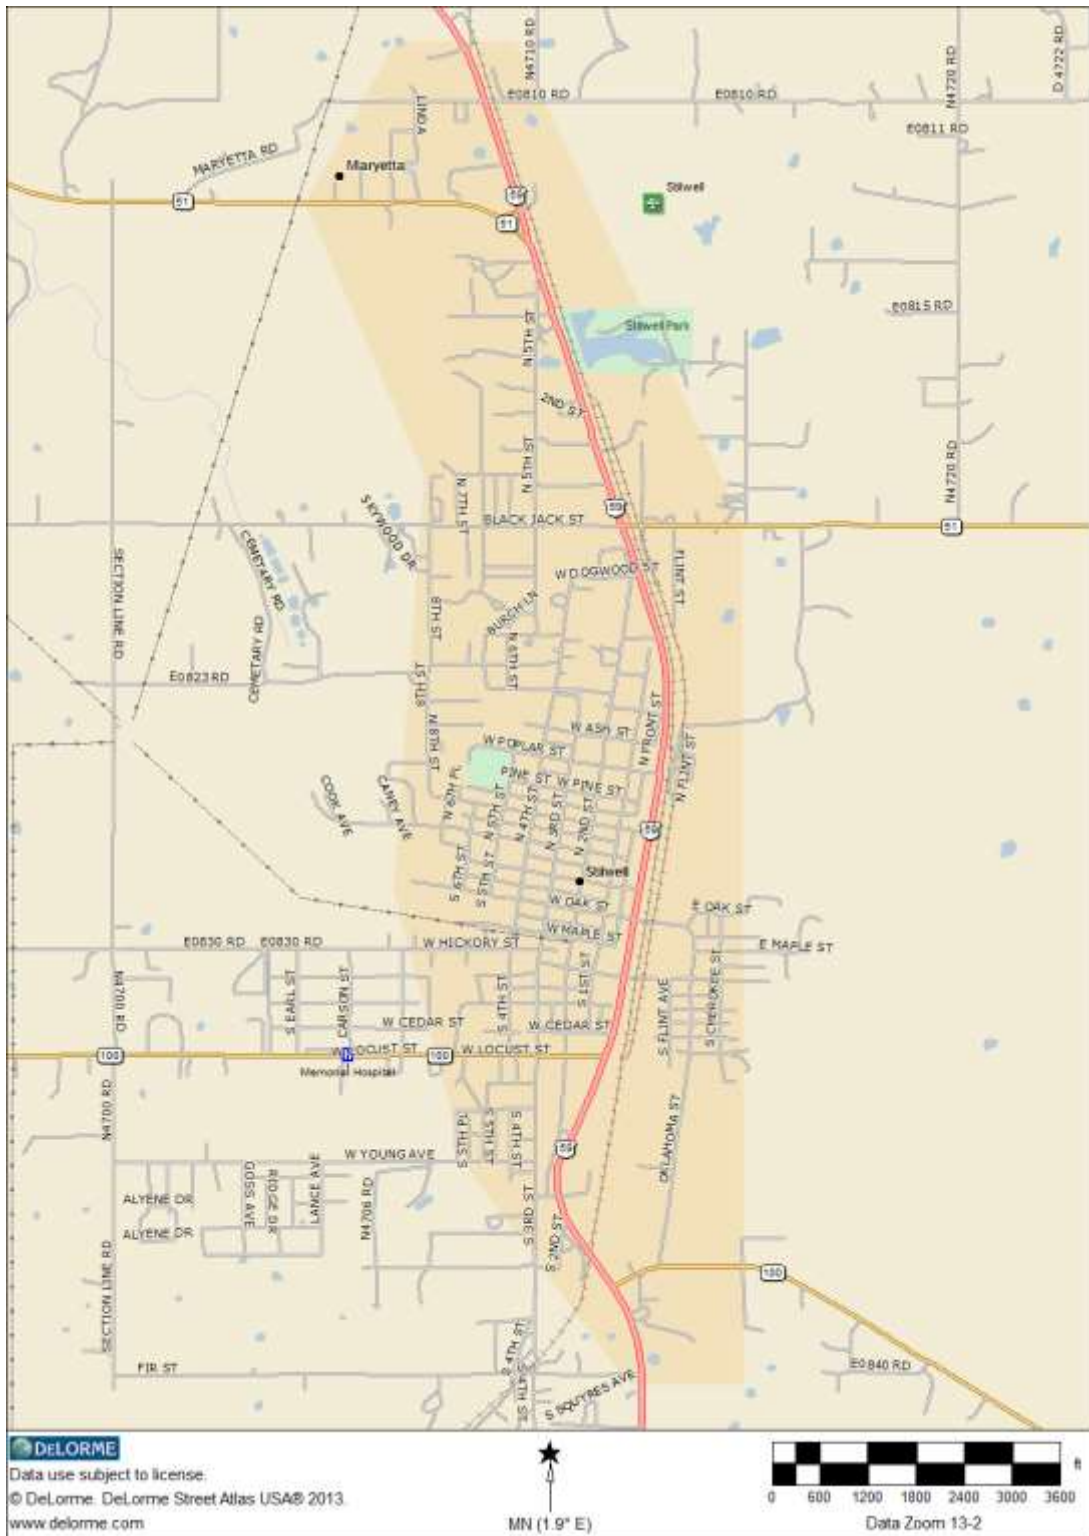 N4710 RD
N4720 RD
D 4722 RD
LINDA
E0810 RD
E0810 RD
E0811 RD
MARYETTA RD
Maryetta
51
59
51
Stilwell
E0815 RD
Stilwell Park
N 5TH ST
2ND ST
N 5TH ST
N 7TH ST
N4720 RD
SKYWOOD DR
59
BLACK JACK ST
51
SECTION LINE RD
CEMETARY RD
W DOGWOOD ST
FLINT ST
8TH ST
BURCH LN
N 6TH ST
CEMETARY RD
E0823 RD
8TH ST
N 8TH ST
W ASH ST
N FRONT ST
W POPLAR ST
N FLINT ST
PINE ST
W PINE ST
COOK AVE
CANEY AVE
N 6TH PL
N 5TH ST
N 4TH ST
N 3RD ST
N 2ND ST
59
S 6TH ST
S 5TH ST
Stilwell
W OAK ST
E OAK ST
W MAPLE ST
E MAPLE ST
E0830 RD
E0830 RD
W HICKORY ST
N4700 RD
S EARL ST
CARSON ST
S 4TH ST
S 1ST ST
S FLINT AVE
S CHEROKEE ST
W CEDAR ST
W CEDAR ST
100
W LOCUST ST
100
W LOCUST ST
Memorial Hospital
N4700 RD
S 5TH PL
S 5TH ST
S 4TH ST
59
OKLAHOMA ST
W YOUNG AVE
ALYENE DR
GOSS AVE
RIDGE DR
LANCE AVE
N4706 RD
S 3RD ST
S 2ND ST
ALYENE DR
SECTION LINE RD
100
FIR ST
S 4TH ST
S 4TH ST
S SQUYRES AVE
E0840 RD
DELORME
Data use subject to license.
© DeLorme. DeLorme Street Atlas USA® 2013.
www.delorme.com
MN (1.9° E)
ft
0 600 1200 1800 2400 3000 3600
Data Zoom 13-2